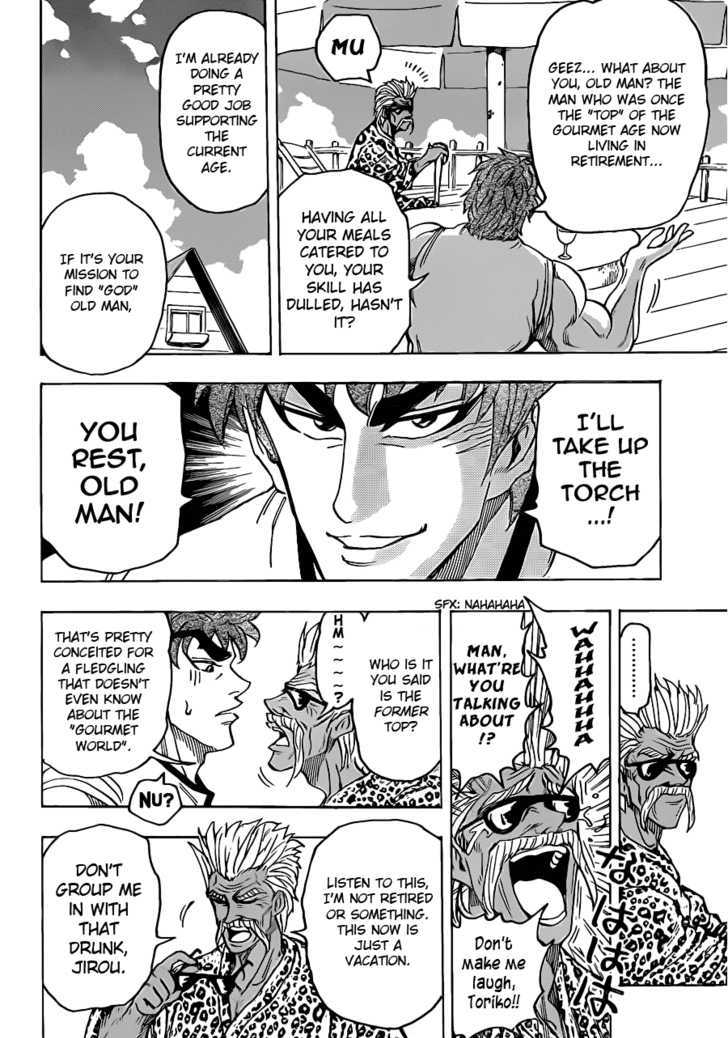 GEEZ... WHAT ABOUT
YOU, OLD MAN? THE
MAN WHO WAS ONCE
THE "TOP" OF THE
GOURMET AGE NOW
LIVING IN
RETIREMENT...
MU
HAVING ALL
YOUR MEALS
CATERED TO
YOU, YOUR
SKILL HAS
DULLED, HASN'T
IT?
I'M ALREADY
DOING A
PRETTY
GOOD JOB
SUPPORTING
THE
CURRENT
AGE.
IF IT'S YOUR
MISSION TO
FIND "GOD"
OLD MAN,
I'LL
TAKE UP
THE
TORCH
...!
YOU
REST,
OLD
MAN!
.........
SFX: NAHAHAHA
WAHHAHHA
MAN,
WHAT'RE
YOU
TALKING
ABOUT
!?
なはははは
Don't
make me
laugh,
Toriko!!
HM~~~~~?
WHO IS IT
YOU SAID
IS THE
FORMER
TOP?
THAT'S PRETTY
CONCEITED FOR
A FLEDGLING
THAT DOESN'T
EVEN KNOW
ABOUT THE
"GOURMET
WORLD".
NU?
LISTEN TO THIS,
I'M NOT RETIRED
OR SOMETHING.
THIS NOW IS
JUST A
VACATION.
DON'T
GROUP ME
IN WITH
THAT
DRUNK,
JIROU.